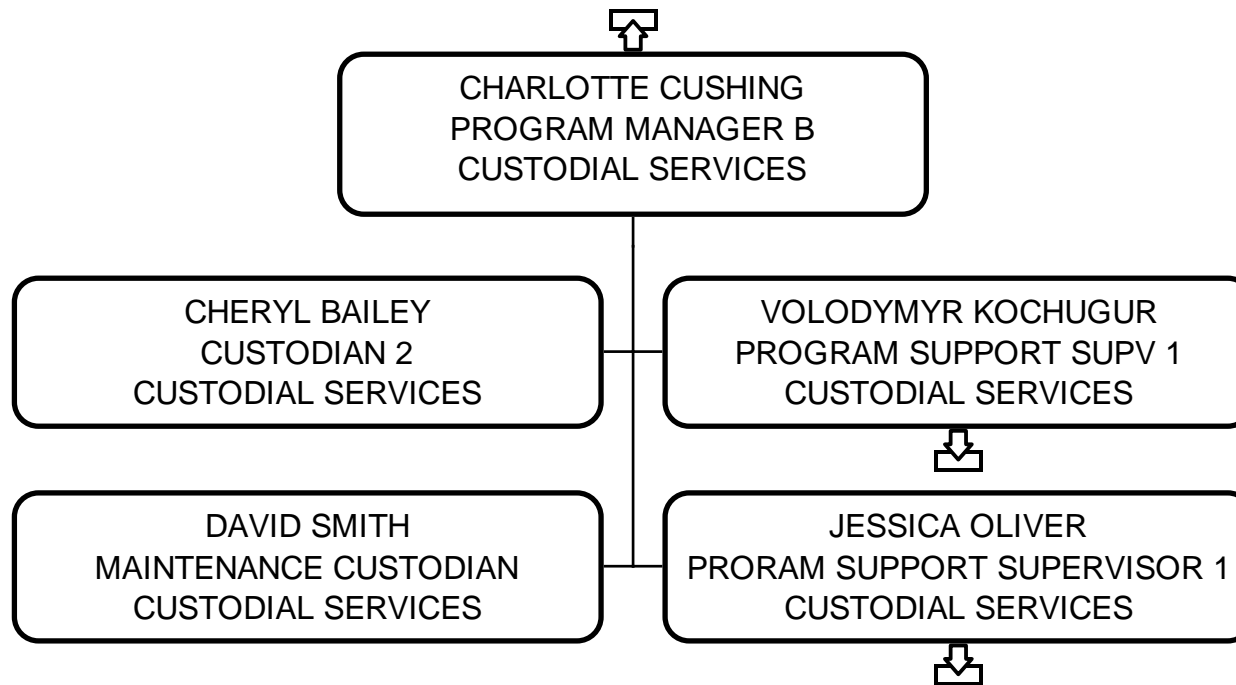 CHARLOTTE CUSHING
PROGRAM MANAGER B
CUSTODIAL SERVICES
CHERYL BAILEY
CUSTODIAN 2
CUSTODIAL SERVICES
VOLODYMYR KOCHUGUR
PROGRAM SUPPORT SUPV 1
CUSTODIAL SERVICES
DAVID SMITH
MAINTENANCE CUSTODIAN
CUSTODIAL SERVICES
JESSICA OLIVER
PRORAM SUPPORT SUPERVISOR 1
CUSTODIAL SERVICES